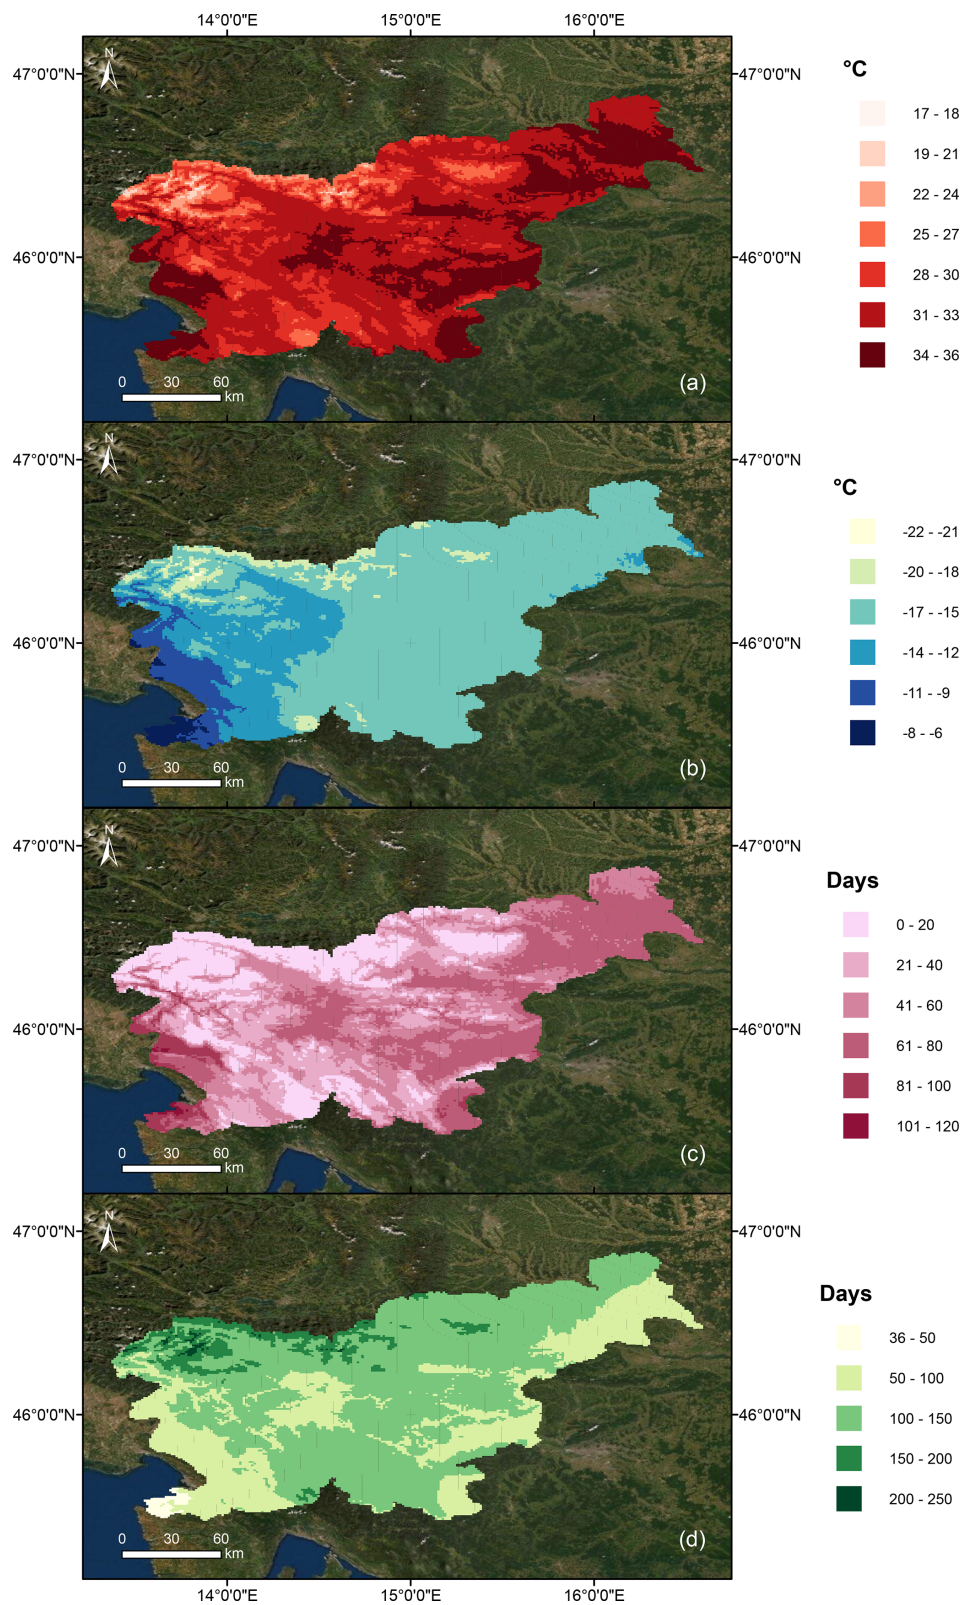 14°0'0"E 15°0'0"E 16°0'0"E
N
47°0'0"N 47°0'0"N
46°0'0"N 46°0'0"N
0 30 60
km
(a)
°C
17 - 18
19 - 21
22 - 24
25 - 27
28 - 30
31 - 33
34 - 36
N
47°0'0"N 47°0'0"N
46°0'0"N 46°0'0"N
0 30 60
km
(b)
°C
-22 - -21
-20 - -18
-17 - -15
-14 - -12
-11 - -9
-8 - -6
N
47°0'0"N 47°0'0"N
46°0'0"N 46°0'0"N
0 30 60
km
(c)
Days
0 - 20
21 - 40
41 - 60
61 - 80
81 - 100
101 - 120
N
47°0'0"N 47°0'0"N
46°0'0"N 46°0'0"N
0 30 60
km
(d)
Days
36 - 50
50 - 100
100 - 150
150 - 200
200 - 250
14°0'0"E 15°0'0"E 16°0'0"E